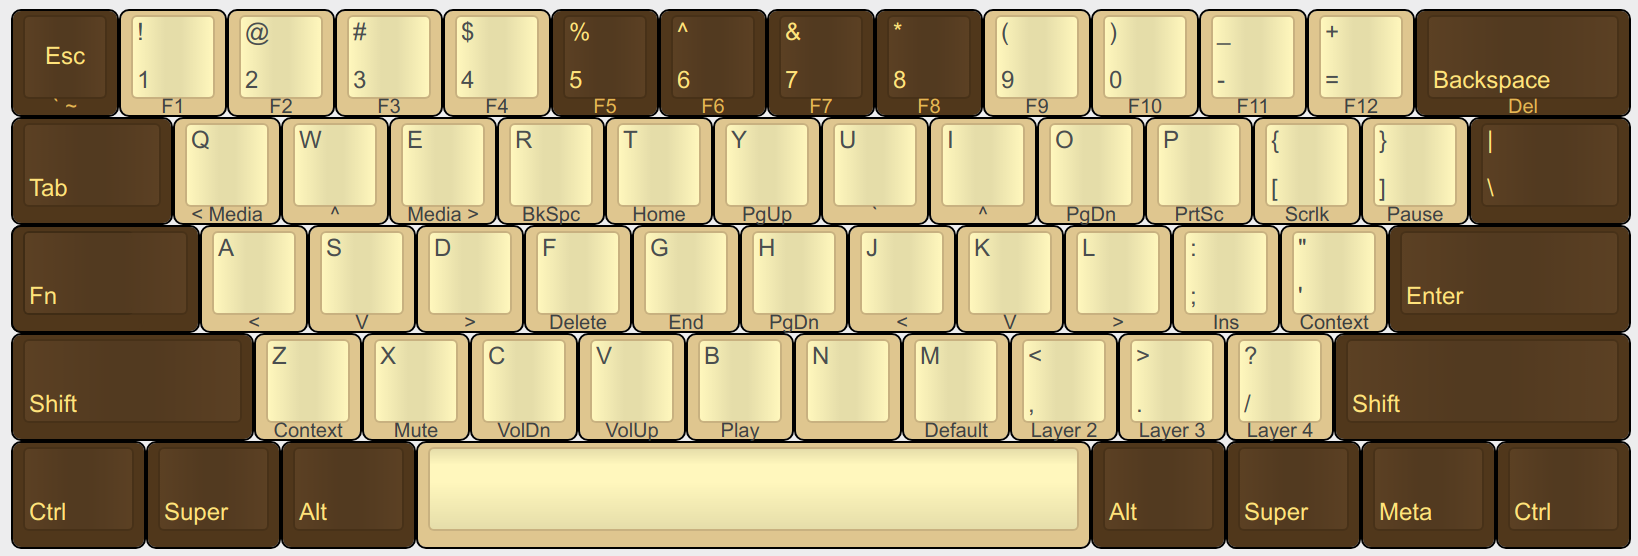 Esc ! @ # $ % ^ & * ( ) _ +
1 2 3 4 5 6 7 8 9 0 - = Backspace
` ~ F1 F2 F3 F4 F5 F6 F7 F8 F9 F10 F11 F12 Del
Q W E R T Y U I O P { } |
Tab [ ] \
< Media ^ Media > BkSpc Home PgUp ` ^ PgDn PrtSc Scrlk Pause
A S D F G H J K L : "
Fn ; ' Enter
< V > Delete End PgDn < V > Ins Context
Z X C V B N M < > ?
Shift , . / Shift
Context Mute VolDn VolUp Play Default Layer 2 Layer 3 Layer 4
Ctrl Super Alt Alt Super Meta Ctrl